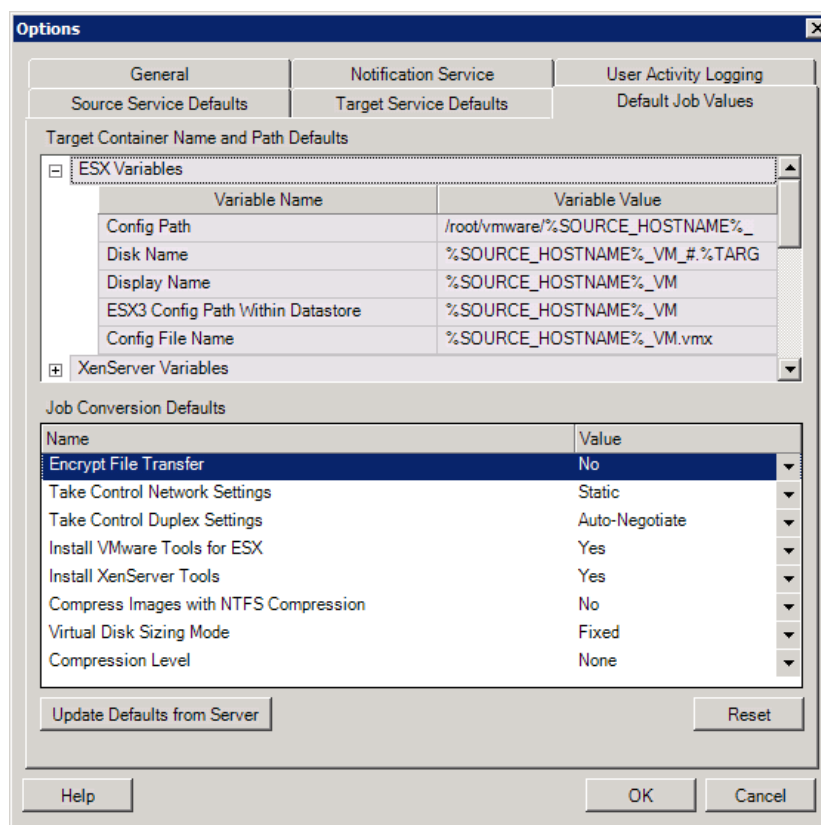 Options
General Notification Service User Activity Logging
Source Service Defaults Target Service Defaults Default Job Values
Target Container Name and Path Defaults
ESX Variables
Variable Name Variable Value
Config Path /root/vmware/%SOURCE_HOSTNAME%_
Disk Name %SOURCE_HOSTNAME%_VM_#.%TARG
Display Name %SOURCE_HOSTNAME%_VM
ESX3 Config Path Within Datastore %SOURCE_HOSTNAME%_VM
Config File Name %SOURCE_HOSTNAME%_VM.vmx
XenServer Variables
Job Conversion Defaults
Name Value
Encrypt File Transfer No
Take Control Network Settings Static
Take Control Duplex Settings Auto-Negotiate
Install VMware Tools for ESX Yes
Install XenServer Tools Yes
Compress Images with NTFS Compression No
Virtual Disk Sizing Mode Fixed
Compression Level None
Update Defaults from Server Reset
Help OK Cancel